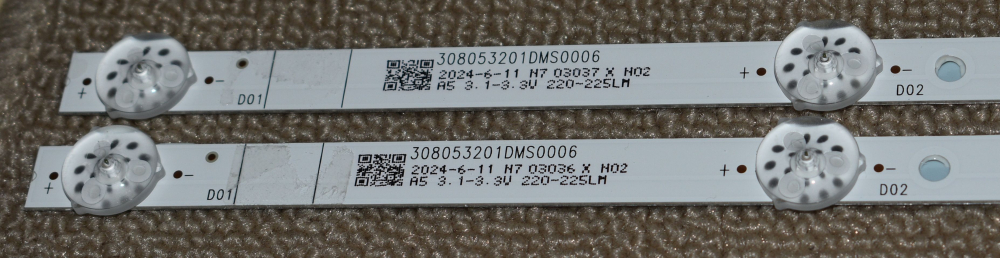 308053201DMS0006
2024-6-11 N7 03037 X N02
A5 3.1-3.3V 220-225LM
+ - D01
+ - D02
308053201DMS0006
2024-6-11 N7 03036 X N02
A5 3.1-3.3V 220-225LM
+ - D01
+ - D02